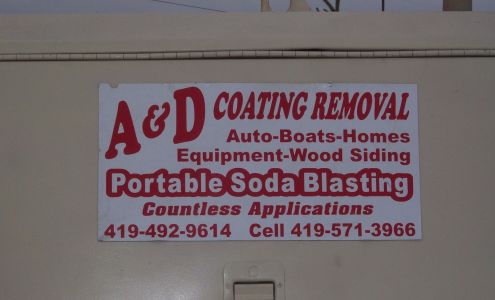 A & D COATING REMOVAL
Auto-Boats-Homes
Equipment-Wood Siding
Portable Soda Blasting
Countless Applications
419-492-9614 Cell 419-571-3966